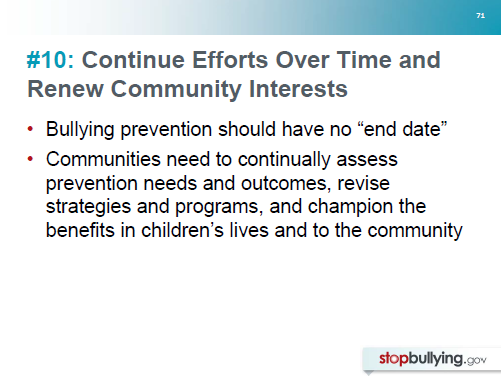 71
#10: Continue Efforts Over Time and
Renew Community Interests
• Bullying prevention should have no “end date”
• Communities need to continually assess
prevention needs and outcomes, revise
strategies and programs, and champion the
benefits in children’s lives and to the community
stopbullying.gov